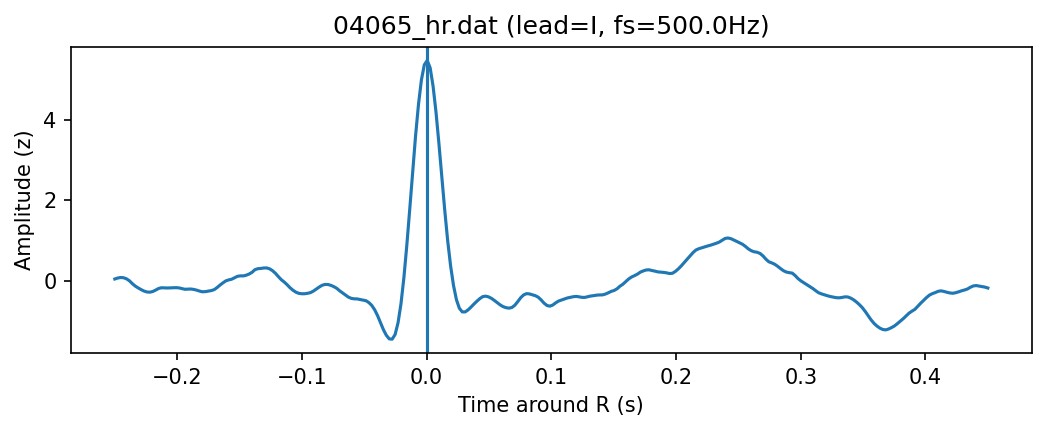 04065_hr.dat (lead=I, fs=500.0Hz)
Amplitude (z)
4
2
0
−0.2 −0.1 0.0 0.1 0.2 0.3 0.4
Time around R (s)